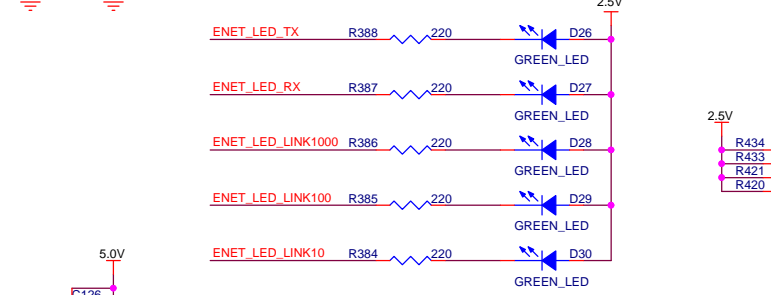 2.5V
ENET_LED_TX R388 220 D26
GREEN_LED
ENET_LED_RX R387 220 D27
GREEN_LED
2.5V
ENET_LED_LINK1000 R386 220 D28
R434
R433
GREEN_LED
R421
R420
ENET_LED_LINK100 R385 220 D29
GREEN_LED
ENET_LED_LINK10 R384 220 D30
5.0V
GREEN_LED
C126